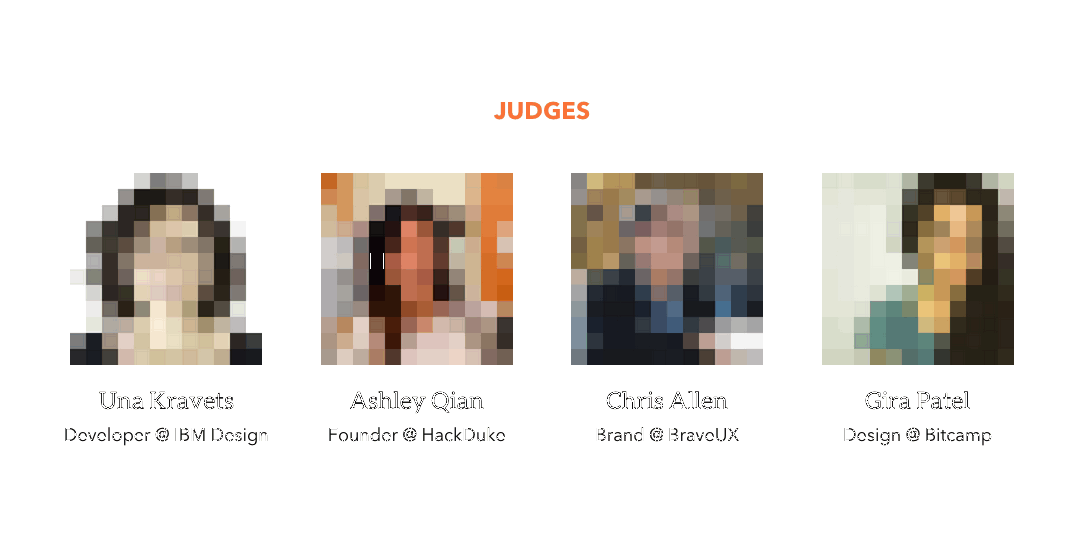 JUDGES
Una Kravets
Ashley Qian
Chris Allen
Gira Patel
Developer @ IBM Design
Founder @ HackDuke
Brand @ BraveUX
Design @ Bitcamp